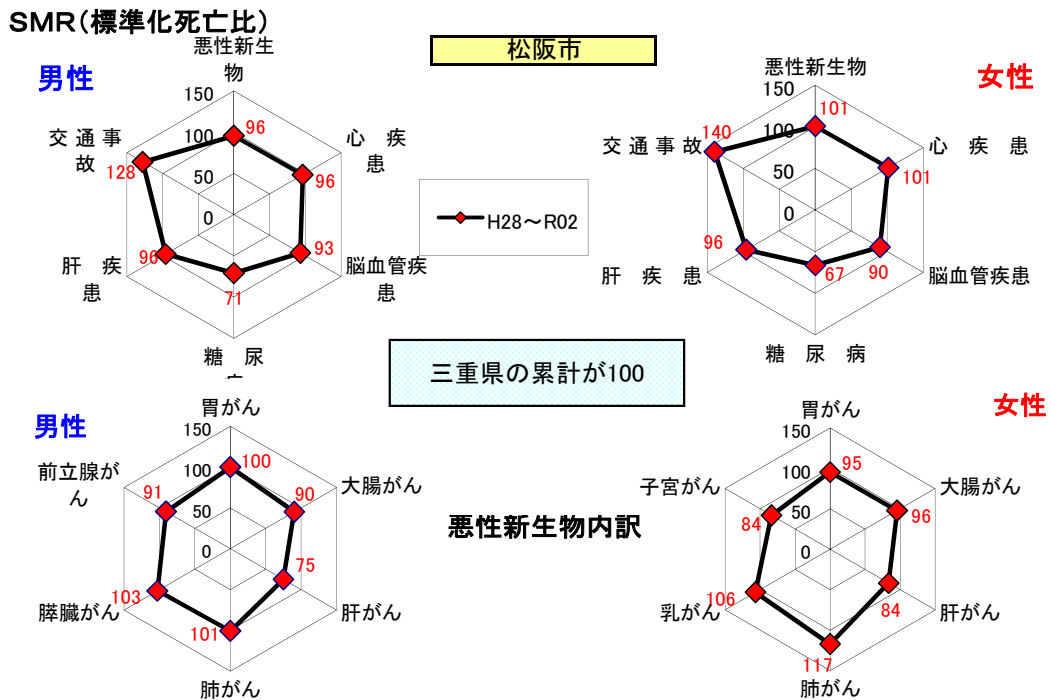 SMR(標準化死亡比)
松阪市
男性
悪性新生
物
150
100
50
0
96
心 疾
患
96
93
脳血管疾
患
71
糖 尿
96
肝 疾
患
128
交 通 事
故
H28～R02
女性
悪性新生物
150
100
50
0
101
心 疾 患
101
90
脳血管疾患
67
糖 尿 病
96
肝 疾 患
140
交 通 事 故
三重県の累計が100
男性
胃がん
150
100
50
0
100
大腸がん
90
75
肝がん
101
肺がん
103
膵臓がん
91
前立腺が
ん
悪性新生物内訳
女性
胃がん
150
100
50
0
95
大腸がん
96
84
肝がん
117
肺がん
106
乳がん
84
子宮がん